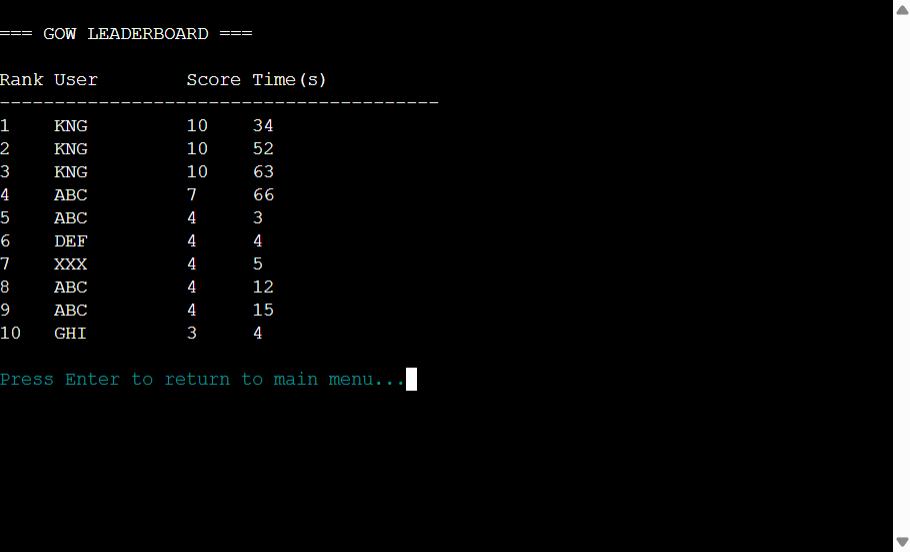 === GOW LEADERBOARD ===
Rank User        Score Time(s)
----------------------------------------
1    KNG         10    34
2    KNG         10    52
3    KNG         10    63
4    ABC         7     66
5    ABC         4     3
6    DEF         4     4
7    XXX         4     5
8    ABC         4     12
9    ABC         4     15
10   GHI         3     4
Press Enter to return to main menu...